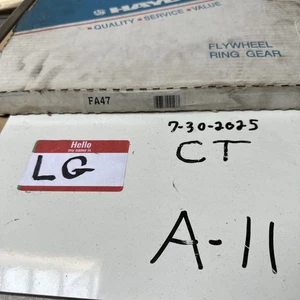 •QUALITY • SERVICE • VALUE
FLYWHEEL
RING GEAR
FA47
7-30-2025
CT
Hello
my name is
LG
A-11